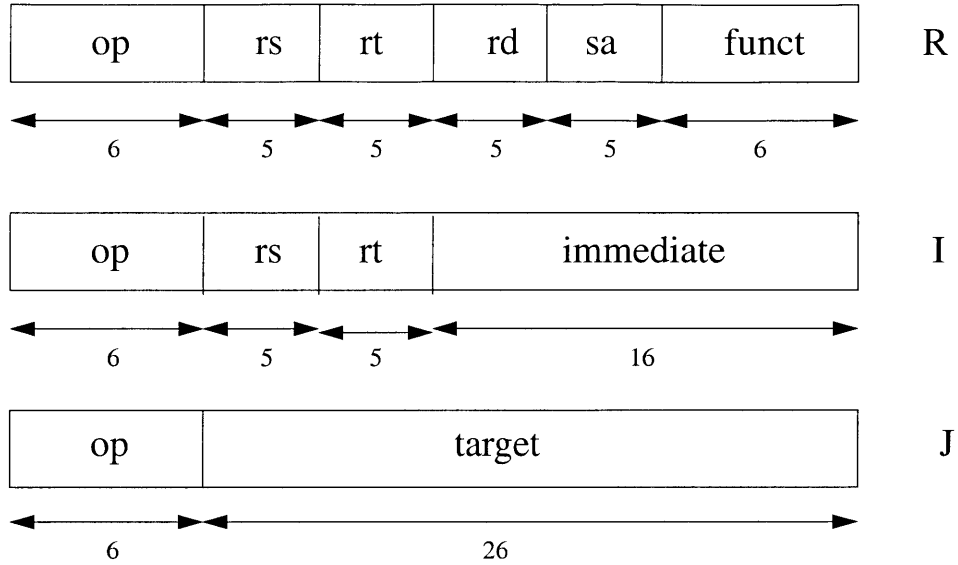 op rs rt rd sa funct R
6 5 5 5 5 6
op rs rt immediate I
6 5 5 16
op target J
6 26